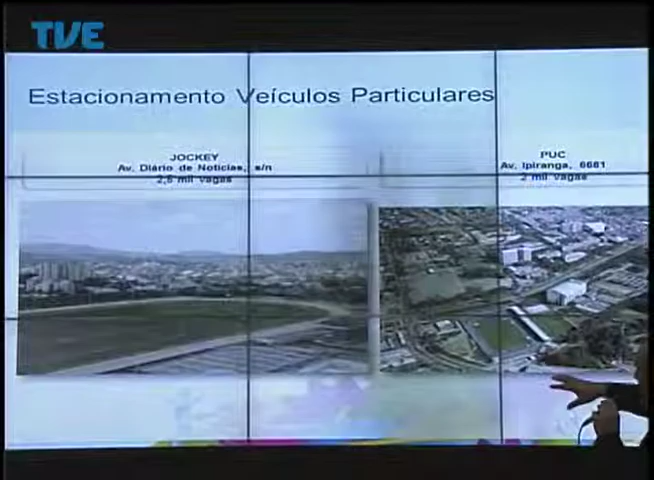 TVE
Estacionamento Veículos Particulares
JOCKEY
Av. Diário de Notícias, s/n
2,5 mil vagas
PUC
Av. Ipiranga, 6681
2 mil vagas